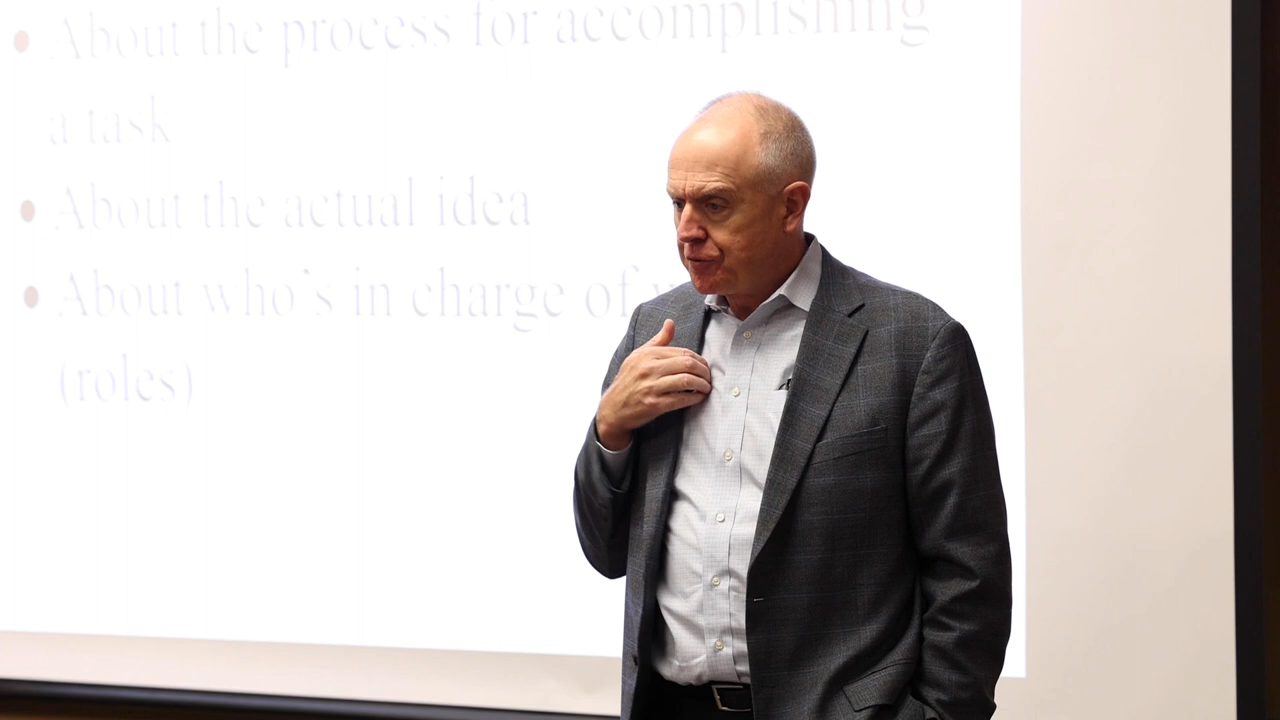 • About the process for accomplishing
a task
• About the actual idea
• About who's in charge of
(roles)